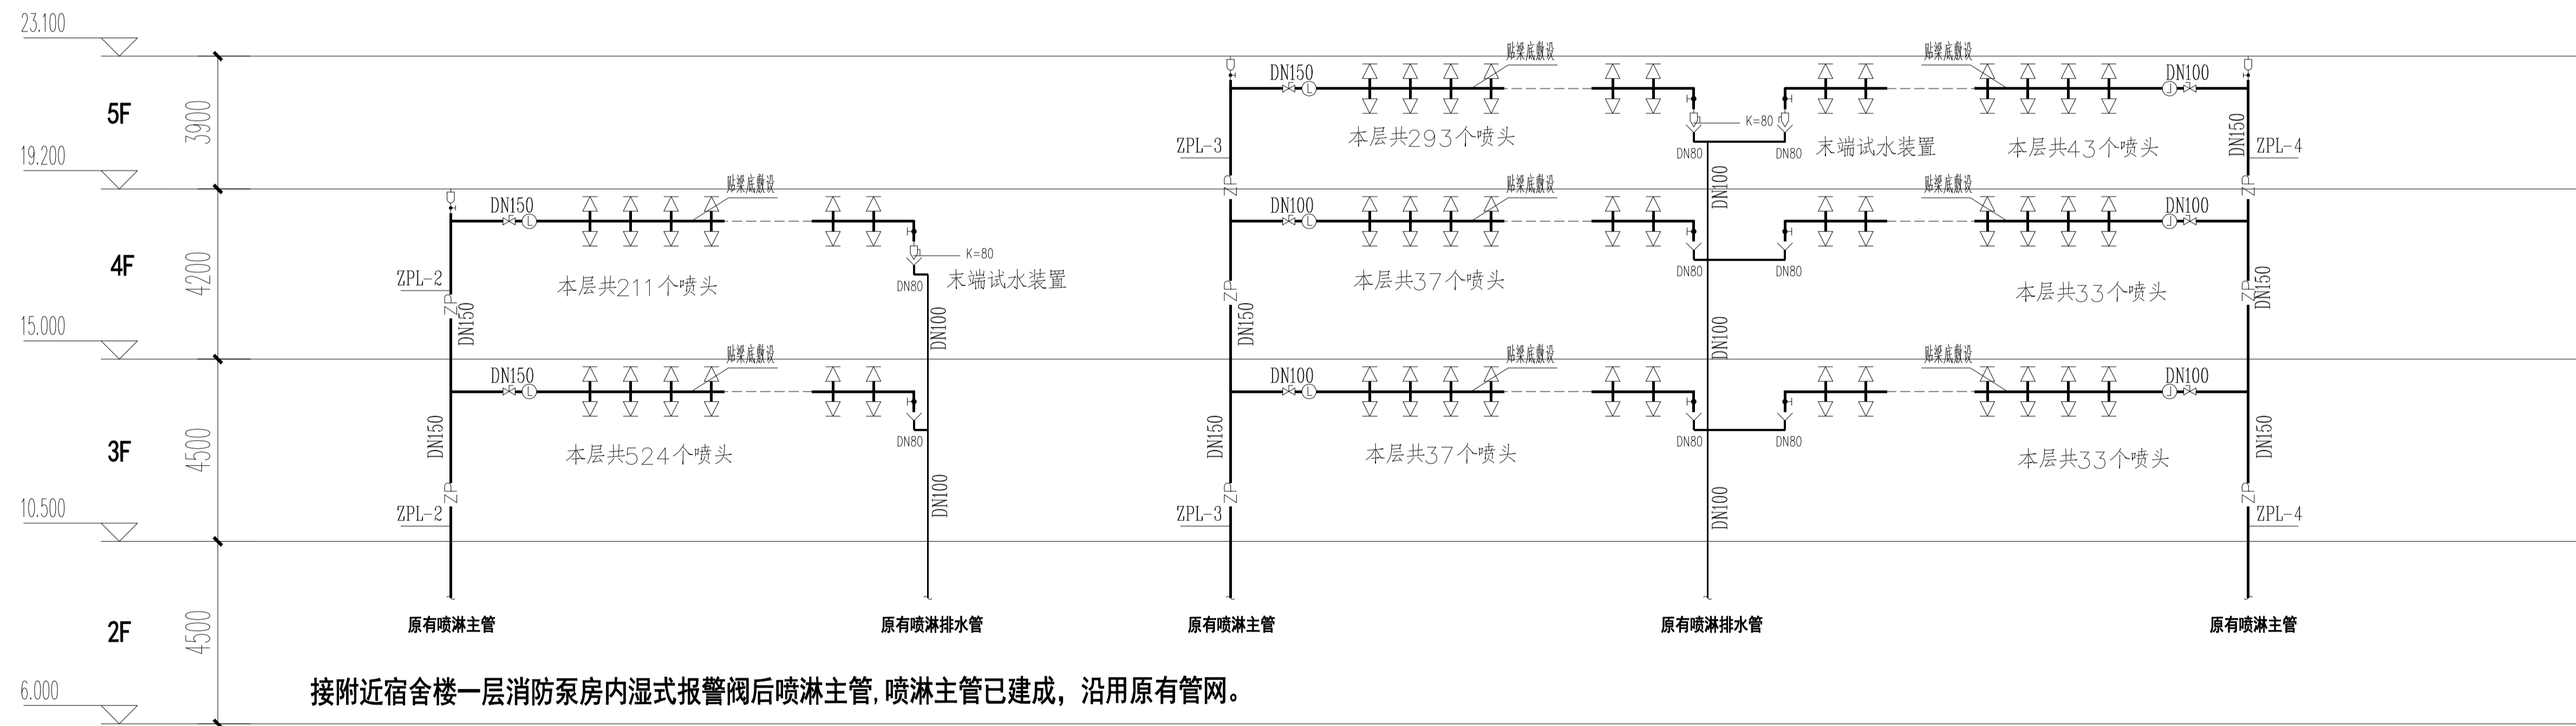 23.100
贴梁底敷设
贴梁底敷设
DN150
DN100
5F
3900
K=80
本层共293个喷头
末端试水装置
本层共43个喷头
DN150
ZPL-3
ZPL-4
DN80
DN80
19.200
ZP
DN100
ZP
贴梁底敷设
贴梁底敷设
贴梁底敷设
DN150
DN100
DN100
4F
4200
K=80
ZPL-2
本层共211个喷头
DN80
末端试水装置
本层共37个喷头
DN80
DN80
本层共33个喷头
ZP
ZP
ZP
DN150
DN150
DN100
DN150
DN100
15.000
贴梁底敷设
贴梁底敷设
贴梁底敷设
DN150
DN100
DN100
3F
4500
DN150
本层共524个喷头
DN80
DN150
本层共37个喷头
DN80
DN80
本层共33个喷头
DN150
ZP
DN100
ZP
DN100
ZP
10.500
ZPL-2
ZPL-3
ZPL-4
2F
4500
原有喷淋主管
原有喷淋排水管
原有喷淋主管
原有喷淋排水管
原有喷淋主管
6.000
接附近宿舍楼一层消防泵房内湿式报警阀后喷淋主管,喷淋主管已建成，沿用原有管网。